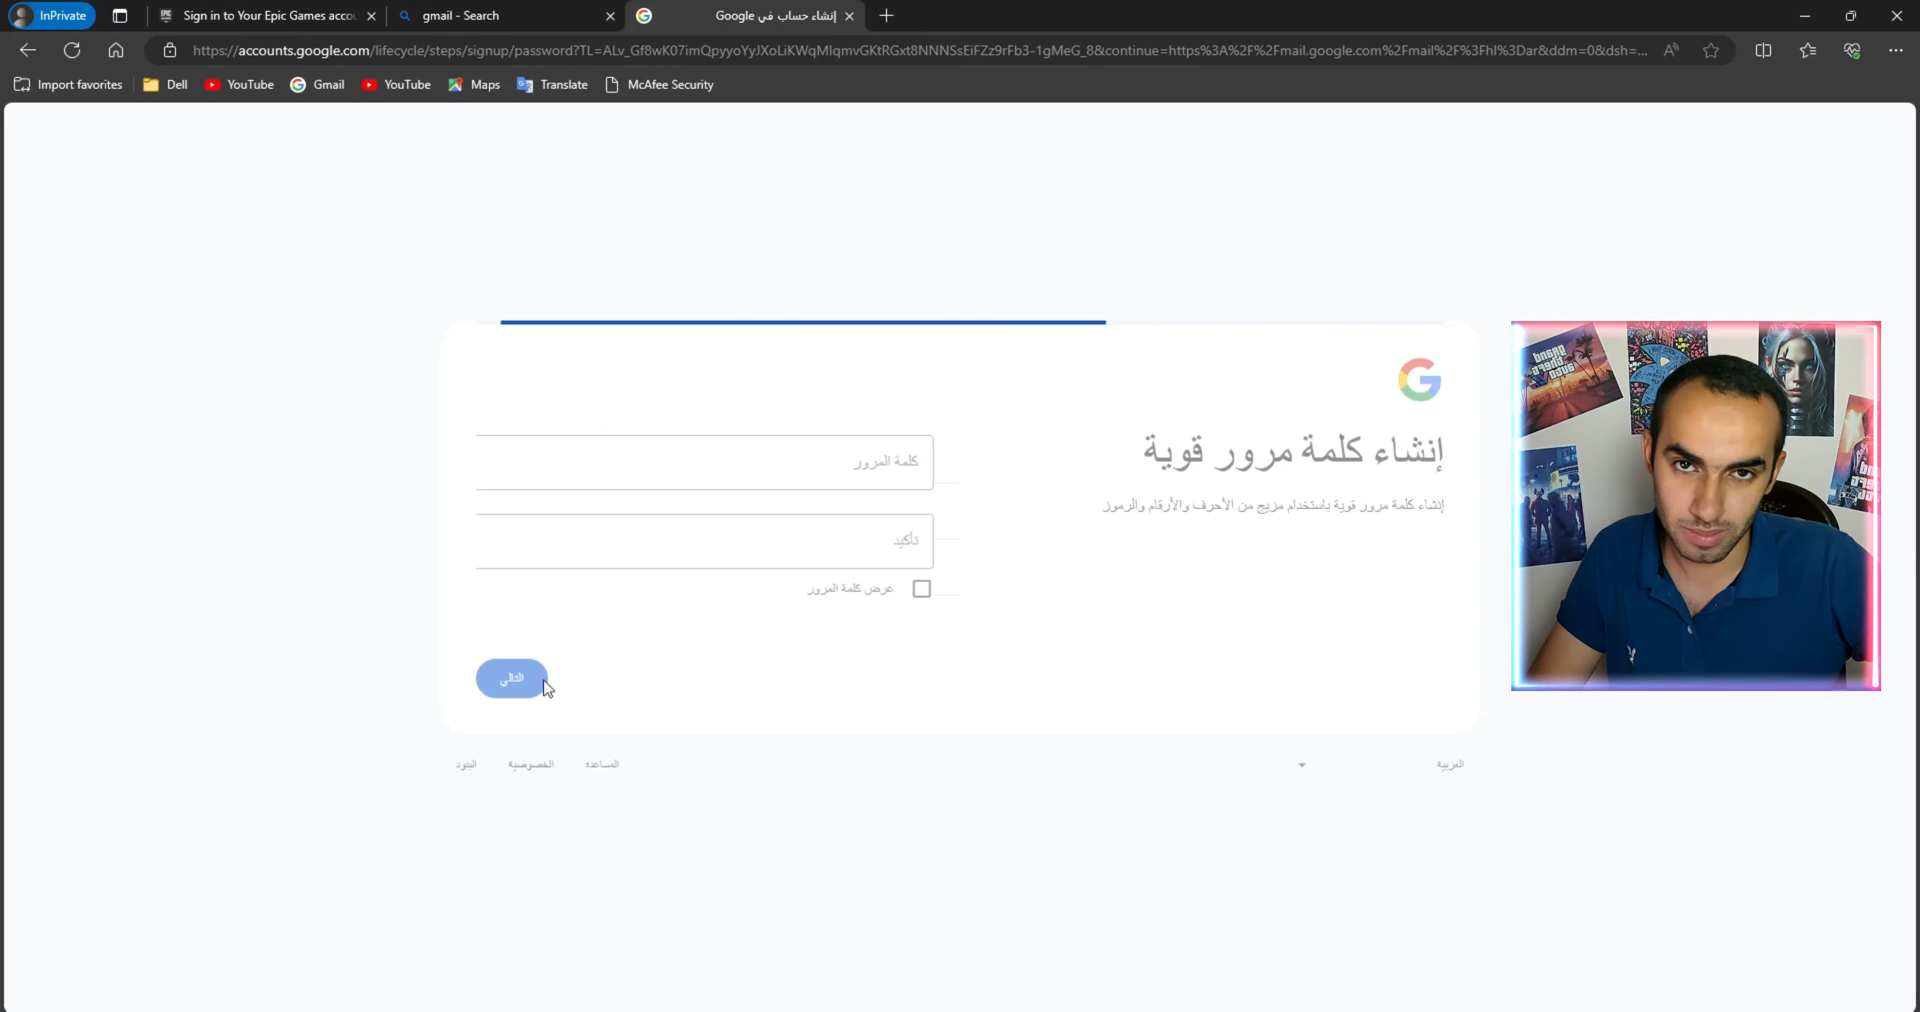 InPrivate
Sign in to Your Epic Games accou
gmail - Search
إنشاء حساب في Google
https://accounts.google.com/lifecycle/steps/signup/password?TL=ALv_Gf8wK07imQpyyoYyJXoLiKWqMlqmvGKtRGxt8NNNSsEiFZz9rFb3-1gMeG_8&continue=https%3A%2F%2Fmail.google.com%2Fmail%2F%3Fhl%3Dar&ddm=0&dsh=...
Import favorites
Dell
YouTube
Gmail
YouTube
Maps
Translate
McAfee Security
إنشاء كلمة مرور قوية
إنشاء كلمة مرور قوية باستخدام مزيج من الأحرف والأرقام والرموز
كلمة المرور
تأكيد
عرض كلمة المرور
التالي
العربية
المساعدة
الخصوصية
البنود